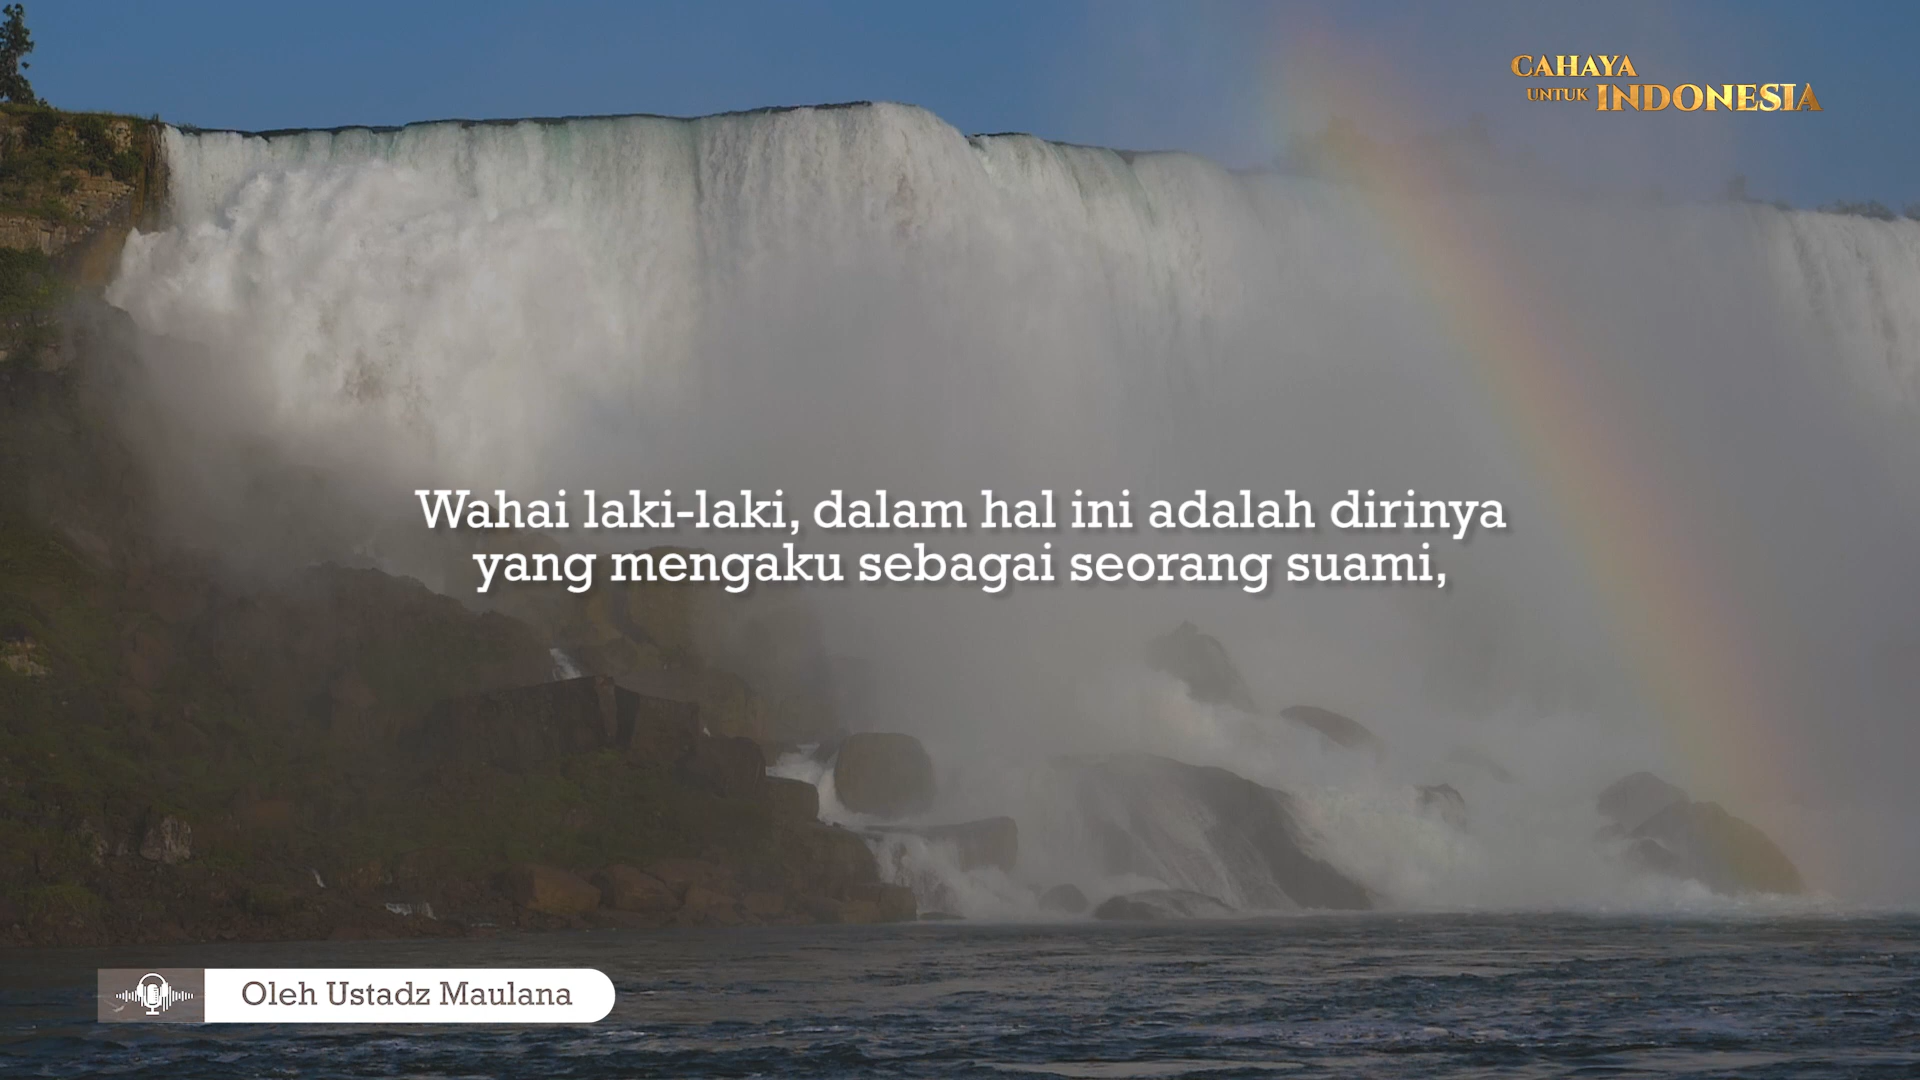 CAHAYA
UNTUK INDONESIA
Wahai laki-laki, dalam hal ini adalah dirinya
yang mengaku sebagai seorang suami,
Oleh Ustadz Maulana